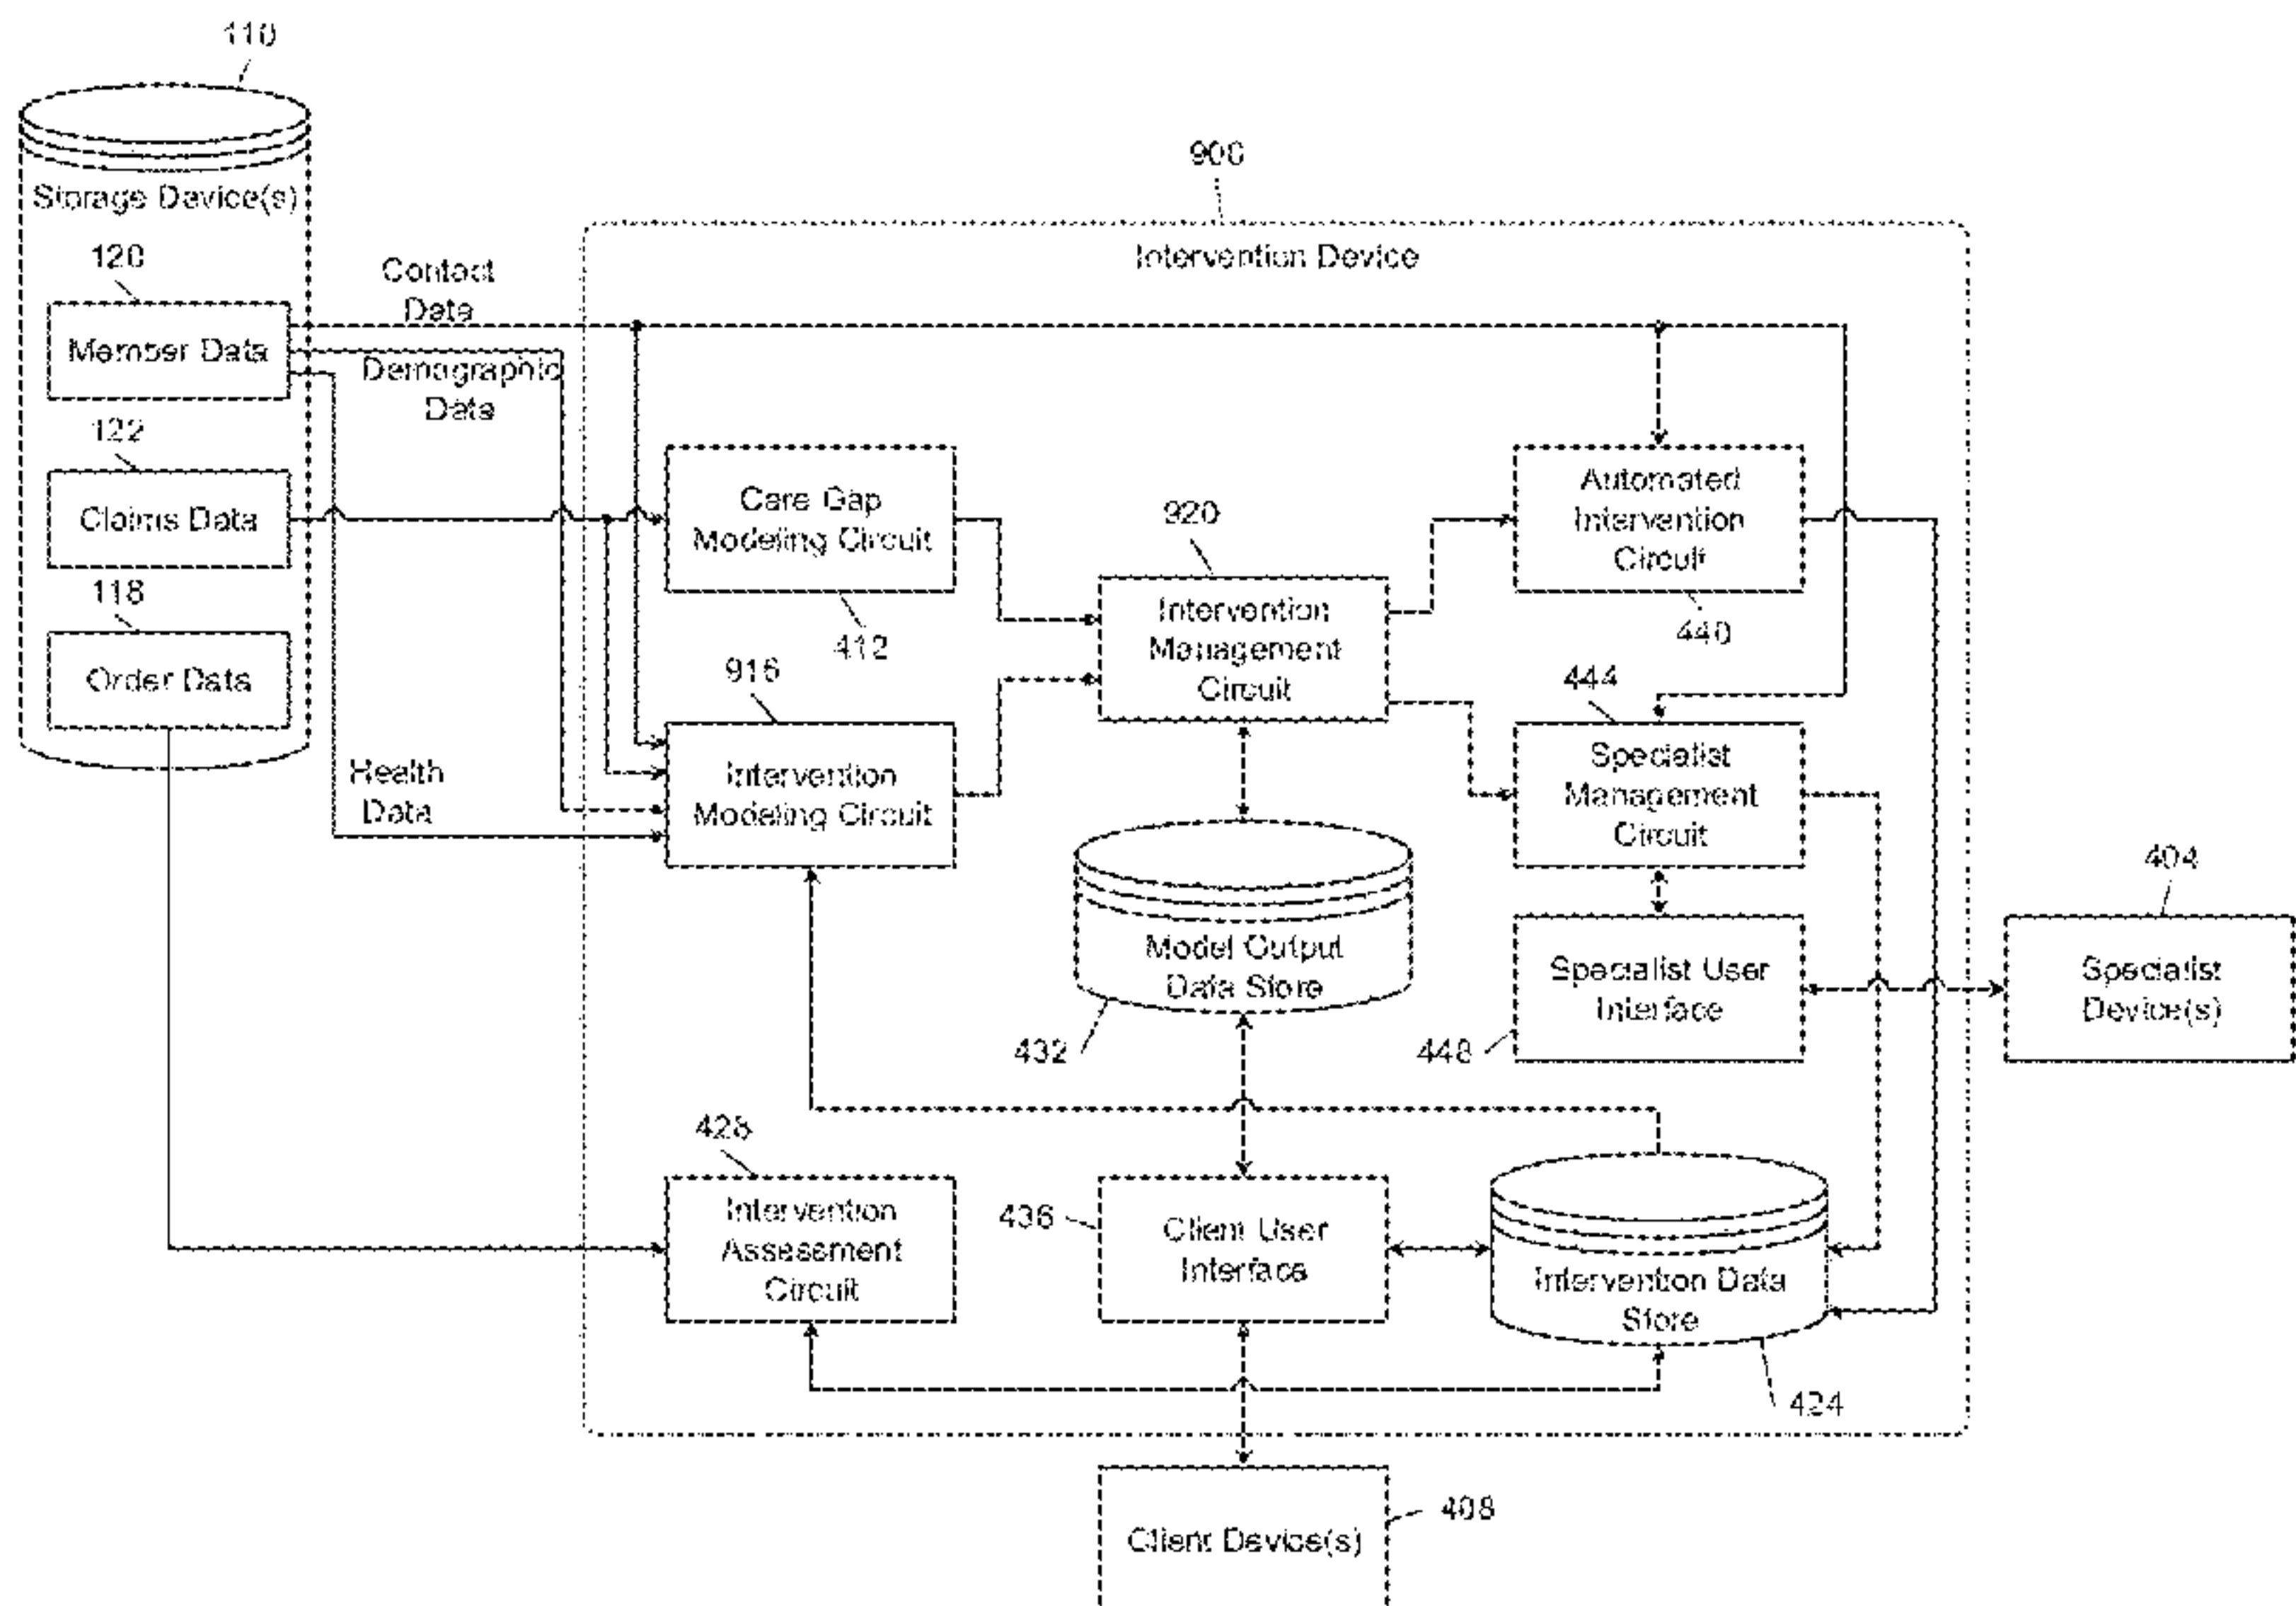 110
Storage Device(s)
120
Member Data
122
Claims Data
118
Order Data
Contact
Data
Demographic
Data
Health
Data
900
Intervention Device
Care Gap
Modeling Circuit
412
916
Intervention
Modeling Circuit
920
Intervention
Management
Circuit
Automated
Intervention
Circuit
440
444
Specialist
Management
Circuit
Model Output
Data Store
432
Specialist User
Interface
448
404
Specialist
Device(s)
428
Intervention
Assessment
Circuit
436
Client User
Interface
Intervention Data
Store
424
Client Device(s)
408